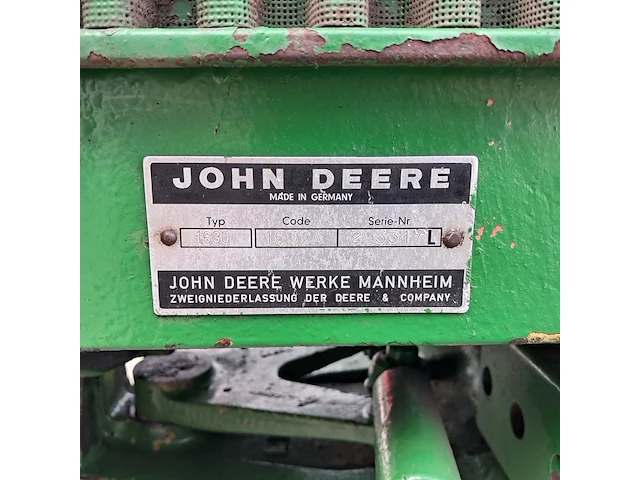 JOHN DEERE
MADE IN GERMANY
Typ Code Serie-Nr.
1630 L
JOHN DEERE WERKE MANNHEIM
ZWEIGNIEDERLASSUNG DER DEERE & COMPANY